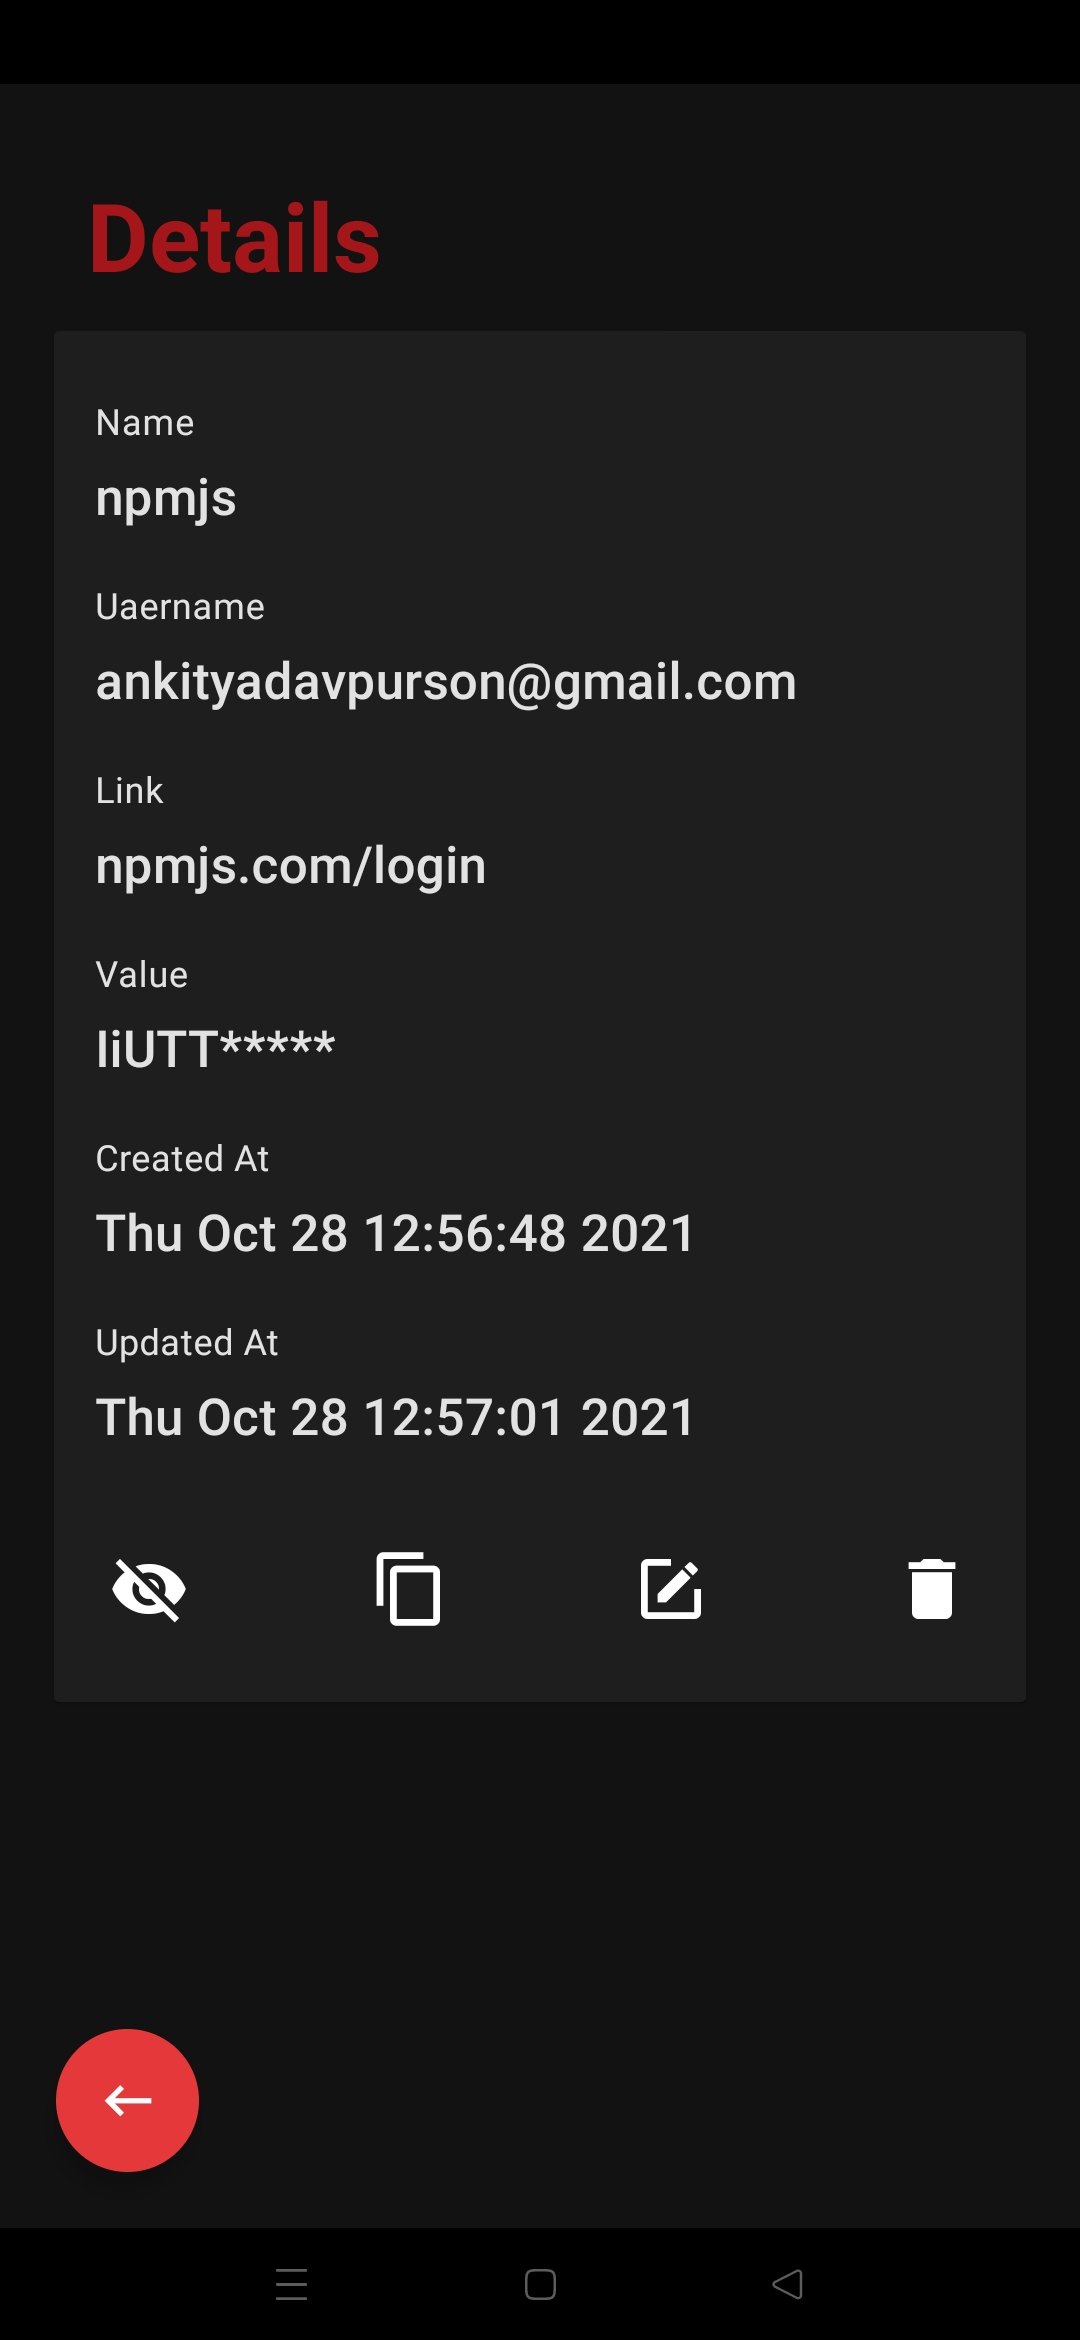 Details
Name
npmjs
Uaername
ankityadavpurson@gmail.com
Link
npmjs.com/login
Value
IiUTT*****
Created At
Thu Oct 28 12:56:48 2021
Updated At
Thu Oct 28 12:57:01 2021